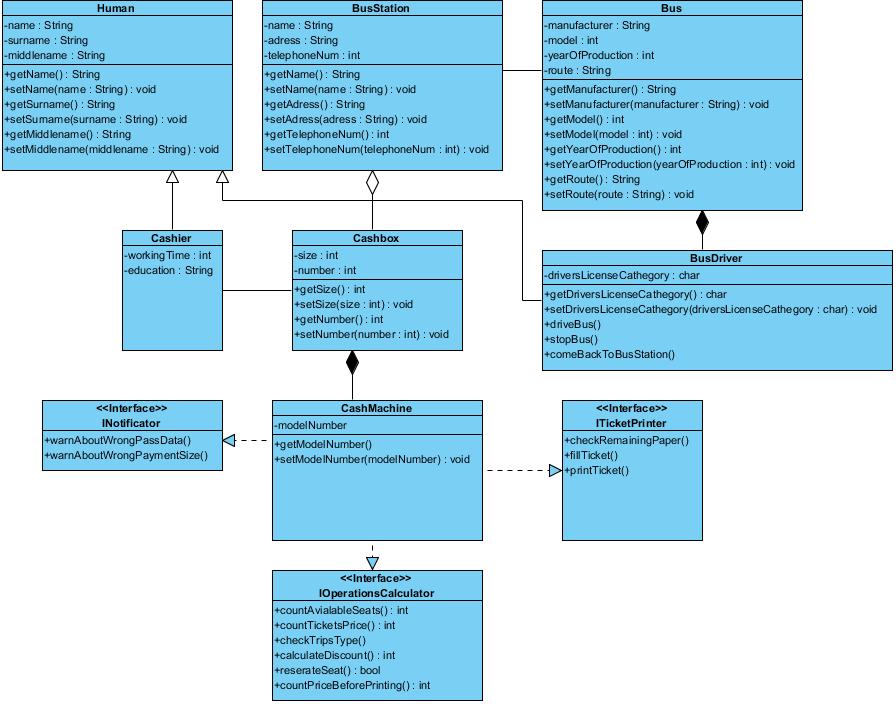 Human
-name : String
-surname : String
-middlename : String
+getName() : String
+setName(name : String) : void
+getSurname() : String
+setSurname(surname : String) : void
+getMiddlename() : String
+setMiddlename(middlename : String) : void
BusStation
-name : String
-adress : String
-telephoneNum : int
+getName() : String
+setName(name : String) : void
+getAdress() : String
+setAdress(adress : String) : void
+getTelephoneNum() : int
+setTelephoneNum(telephoneNum : int) : void
Bus
-manufacturer : String
-model : int
-yearOfProduction : int
-route : String
+getManufacturer() : String
+setManufacturer(manufacturer : String) : void
+getModel() : int
+setModel(model : int) : void
+getYearOfProduction() : int
+setYearOfProduction(yearOfProduction : int) : void
+getRoute() : String
+setRoute(route : String) : void
Cashier
-workingTime : int
-education : String
Cashbox
-size : int
-number : int
+getSize() : int
+setSize(size : int) : void
+getNumber() : int
+setNumber(number : int) : void
BusDriver
-driversLicenseCathegory : char
+getDriversLicenseCathegory() : char
+setDriversLicenseCathegory(driversLicenseCathegory : char) : void
+driveBus()
+stopBus()
+comeBackToBusStation()
<<Interface>>
INotificator
+warnAboutWrongPassData()
+warnAboutWrongPaymentSize()
CashMachine
-modelNumber
+getModelNumber()
+setModelNumber(modelNumber) : void
<<Interface>>
ITicketPrinter
+checkRemainingPaper()
+fillTicket()
+printTicket()
<<Interface>>
IOperationsCalculator
+countAvialableSeats() : int
+countTicketsPrice() : int
+checkTripsType()
+calculateDiscount() : int
+reserateSeat() : bool
+countPriceBeforePrinting() : int